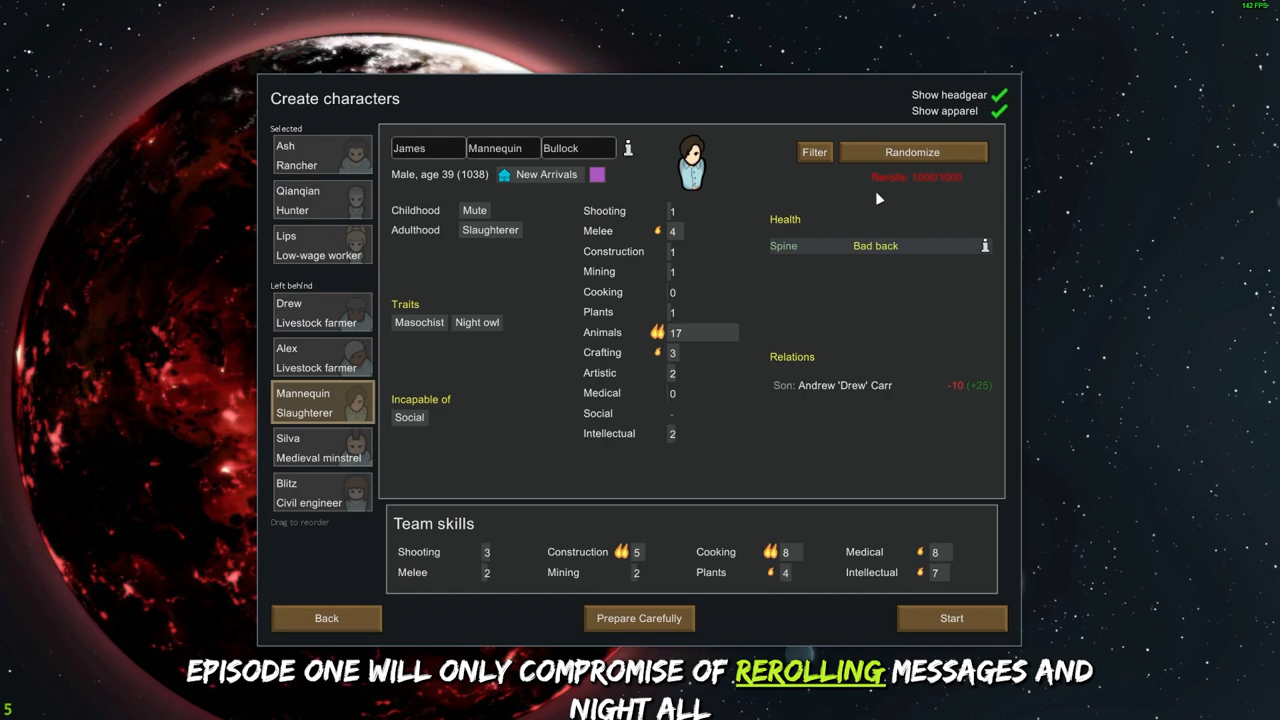 142 FPS
Create characters
Show headgear
Show apparel
Selected
Ash
Rancher
Qianqian
Hunter
Lips
Low-wage worker
Left behind
Drew
Livestock farmer
Alex
Livestock farmer
Mannequin
Slaughterer
Silva
Medieval minstrel
Blitz
Civil engineer
Drag to reorder
James Mannequin Bullock
Male, age 39 (1038) New Arrivals
Filter Randomize
Rerolls: 1000/1000
Childhood Mute
Adulthood Slaughterer
Traits
Masochist Night owl
Incapable of
Social
Shooting 1
Melee 4
Construction 1
Mining 1
Cooking 0
Plants 1
Animals 17
Crafting 3
Artistic 2
Medical 0
Social -
Intellectual 2
Health
Spine Bad back
Relations
Son: Andrew 'Drew' Carr -10 (+25)
Team skills
Shooting 3 Construction 5 Cooking 8 Medical 8
Melee 2 Mining 2 Plants 4 Intellectual 7
Back Prepare Carefully Start
EPISODE ONE WILL ONLY COMPROMISE OF REROLLING MESSAGES AND
NIGHT ALL
5